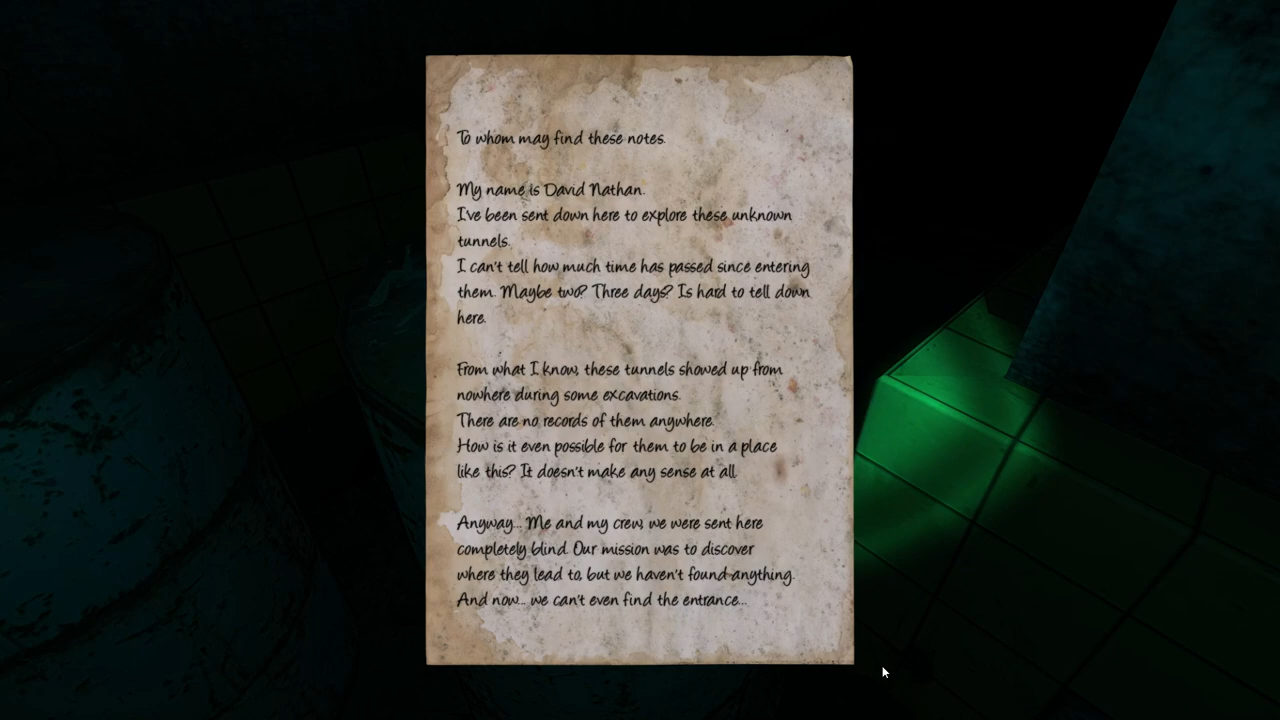 To whom may find these notes.
My name is David Nathan.
I've been sent down here to explore these unknown
tunnels.
I can't tell how much time has passed since entering
them. Maybe two? Three days? Is hard to tell down
here.
From what I know, these tunnels showed up from
nowhere during some excavations.
There are no records of them anywhere.
How is it even possible for them to be in a place
like this? It doesn't make any sense at all.
Anyway... Me and my crew, we were sent here
completely blind. Our mission was to discover
where they lead to, but we haven't found anything.
And now... we can't even find the entrance...